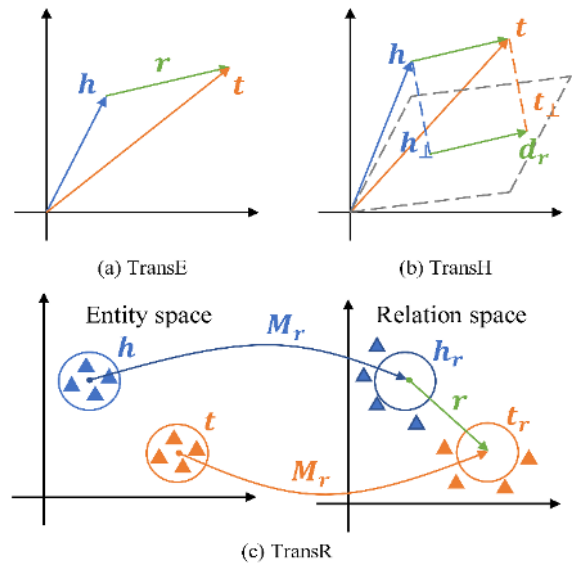 h
r
t
(a) TransE
h
t
h⊥
t⊥
d_r
(b) TransH
Entity space
M_r
Relation space
h
h_r
r
t
t_r
M_r
(c) TransR